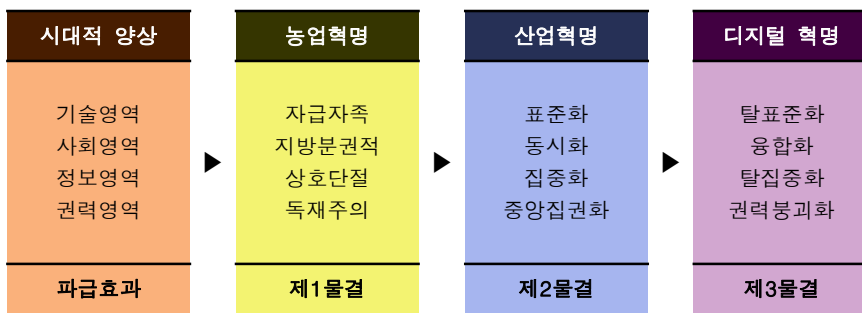 시대적 양상
기술영역
사회영역
정보영역
권력영역
파급효과
농업혁명
자급자족
지방분권적
상호단절
독재주의
제1물결
산업혁명
표준화
동시화
집중화
중앙집권화
제2물결
디지털 혁명
탈표준화
융합화
탈집중화
권력붕괴화
제3물결